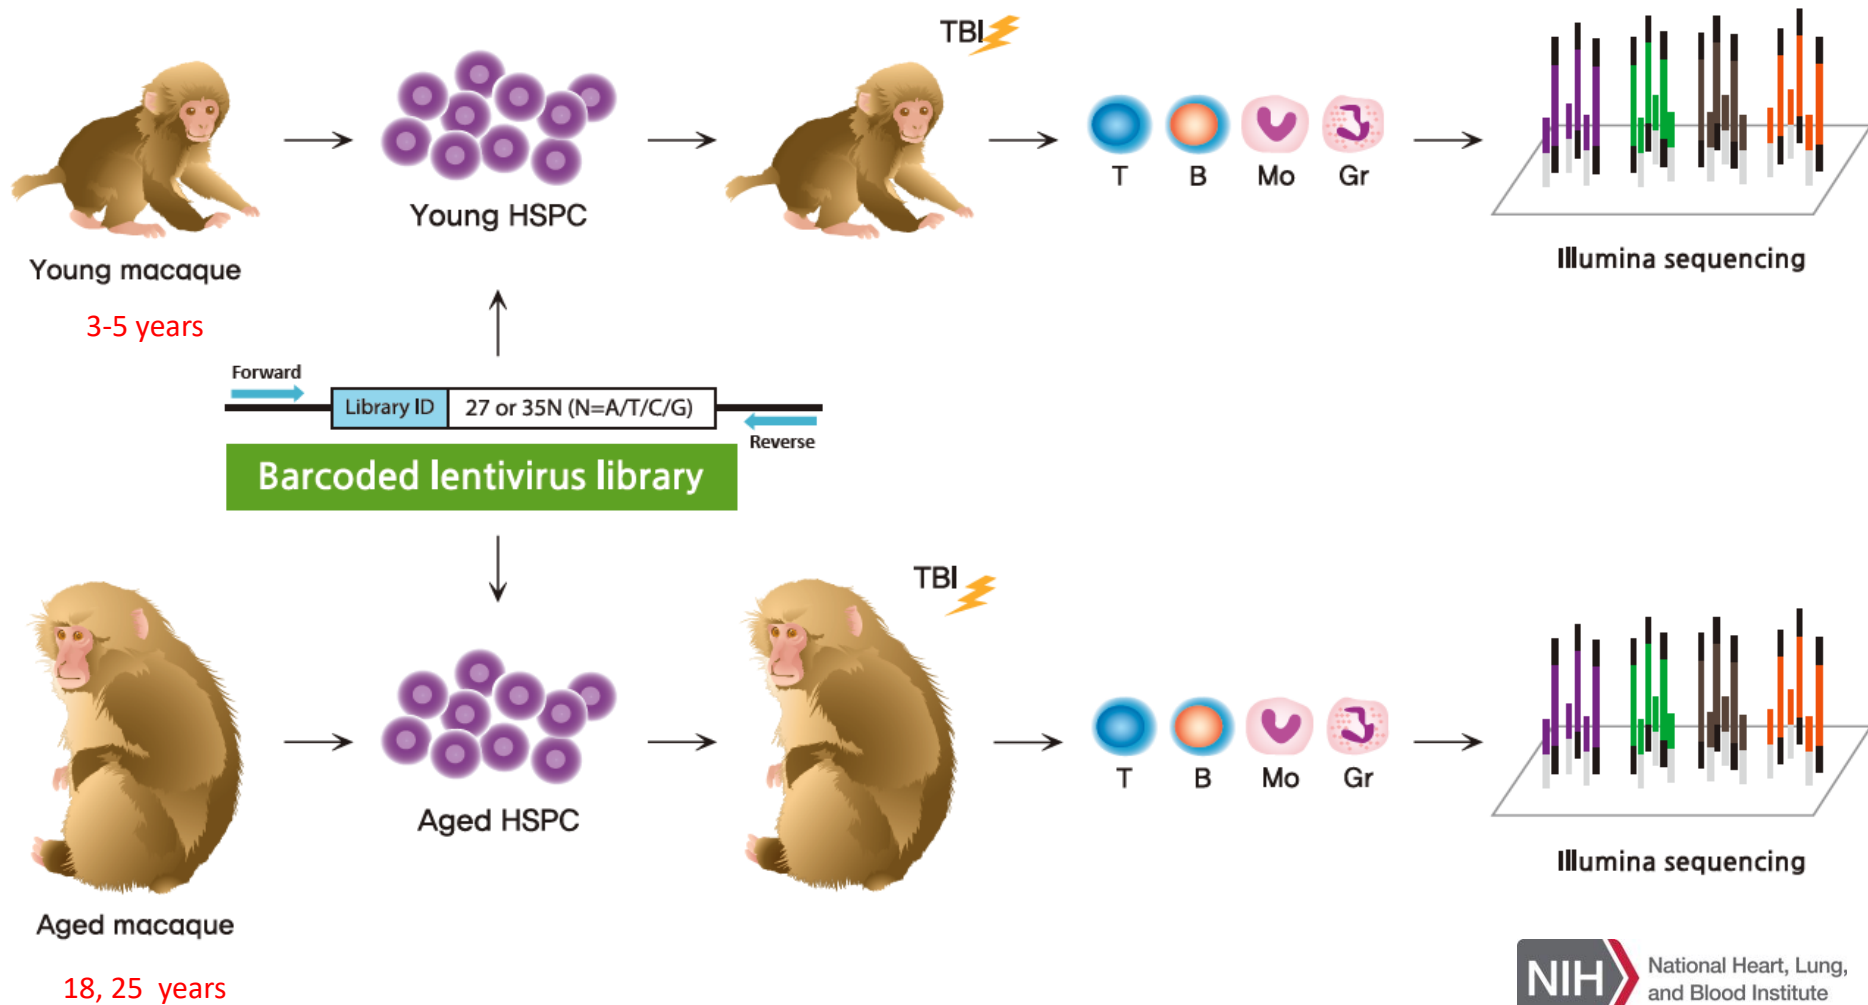 TBI
Young HSPC
T B Mo Gr
Young macaque
3-5 years
Illumina sequencing
Forward
Library ID 27 or 35N (N=A/T/C/G)
Reverse
Barcoded lentivirus library
TBI
Aged HSPC
T B Mo Gr
Illumina sequencing
Aged macaque
18, 25 years
NIH National Heart, Lung,
and Blood Institute